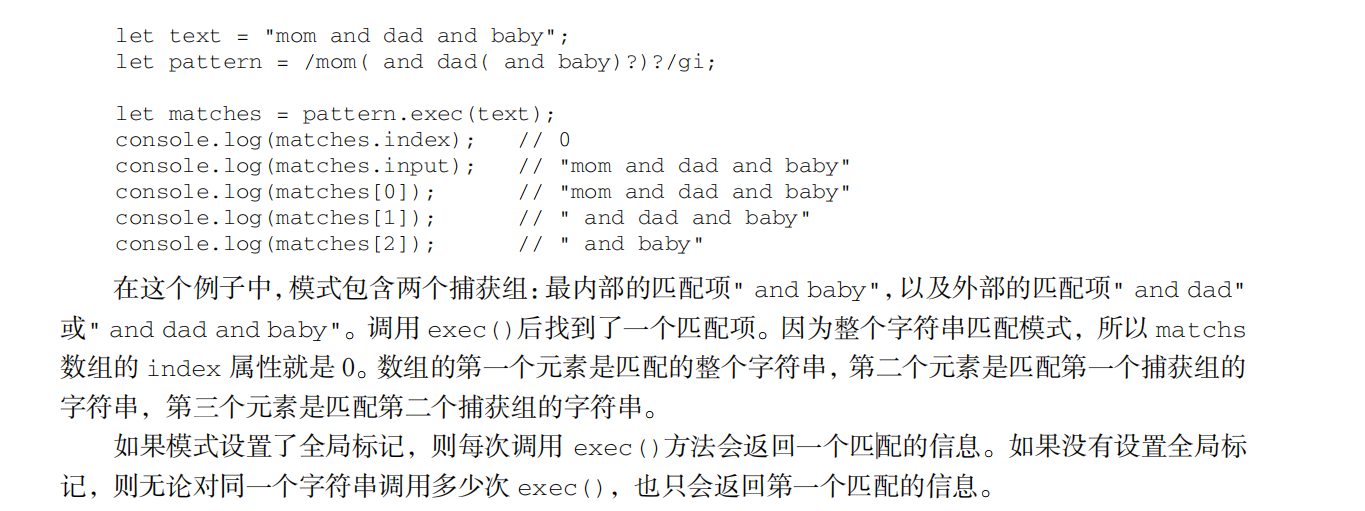 let text = "mom and dad and baby";
let pattern = /mom( and dad( and baby)?)?/gi;
let matches = pattern.exec(text);
console.log(matches.index);   // 0
console.log(matches.input);   // "mom and dad and baby"
console.log(matches[0]);      // "mom and dad and baby"
console.log(matches[1]);      // " and dad and baby"
console.log(matches[2]);      // " and baby"
在这个例子中，模式包含两个捕获组：最内部的匹配项" and baby"，以及外部的匹配项" and dad"
或" and dad and baby"。调用 exec()后找到了一个匹配项。因为整个字符串匹配模式，所以 matchs
数组的 index 属性就是 0。数组的第一个元素是匹配的整个字符串，第二个元素是匹配第一个捕获组的
字符串，第三个元素是匹配第二个捕获组的字符串。
如果模式设置了全局标记，则每次调用 exec()方法会返回一个匹配的信息。如果没有设置全局标
记，则无论对同一个字符串调用多少次 exec()，也只会返回第一个匹配的信息。